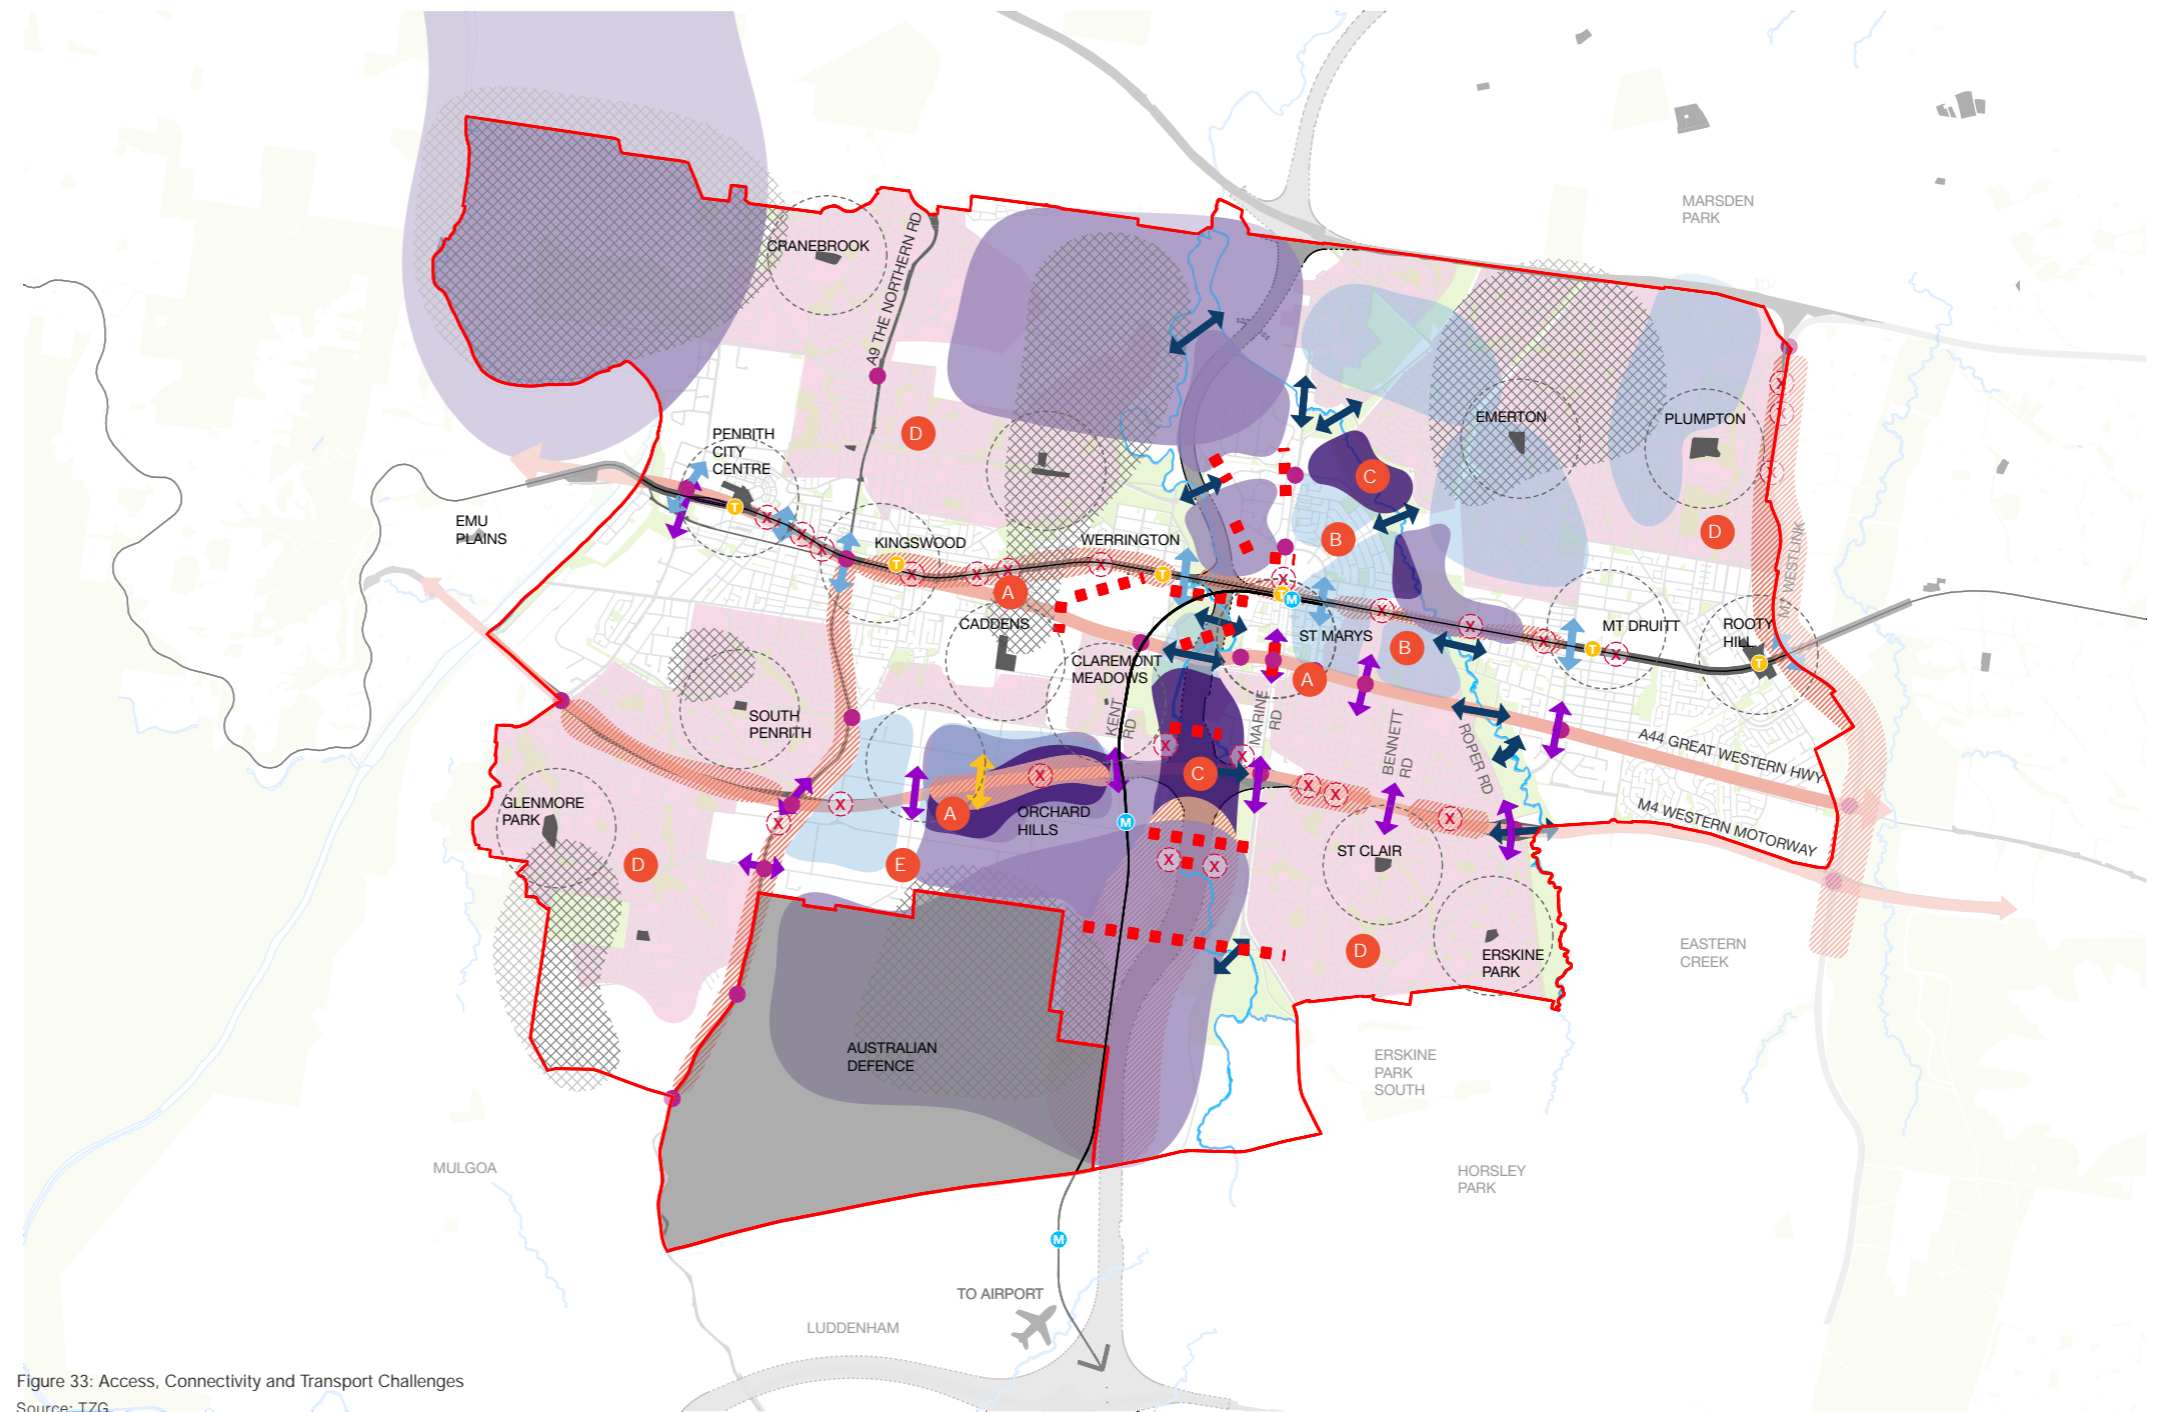 MARSDEN
PARK
CRANEBROOK
A9 THE NORTHERN RD
PENRITH
CITY
CENTRE
D
EMERTON
PLUMPTON
X
X
X
C
T
EMU
PLAINS
X
X
X
D
B
M7 WESTLINK
KINGSWOOD
T
X
X
X
WERRINGTON
X
T
X
T
M
A
X
X
CADDENS
ST MARYS
B
X
MT DRUITT
T
X
ROOTY
HILL
T
CLAREMONT
MEADOWS
A
SOUTH
PENRITH
KENT
RD
MARINE
RD
BENNETT
RD
ROPER RD
A44 GREAT WESTERN HWY
X
X
X
C
X
X
X
X
GLENMORE
PARK
X
A
ORCHARD
HILLS
M
X
M4 WESTERN MOTORWAY
D
E
X
X
ST CLAIR
D
ERSKINE
PARK
EASTERN
CREEK
AUSTRALIAN
DEFENCE
ERSKINE
PARK
SOUTH
MULGOA
HORSLEY
PARK
M
TO AIRPORT
LUDDENHAM
Figure 33: Access, Connectivity and Transport Challenges
Source: TZG